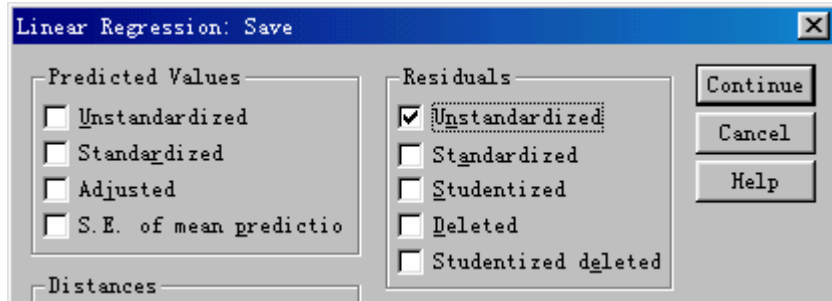 Linear Regression: Save
Predicted Values
Unstandardized
Standardized
Adjusted
S.E. of mean predictio
Distances
Residuals
Unstandardized
Standardized
Studentized
Deleted
Studentized deleted
Continue
Cancel
Help